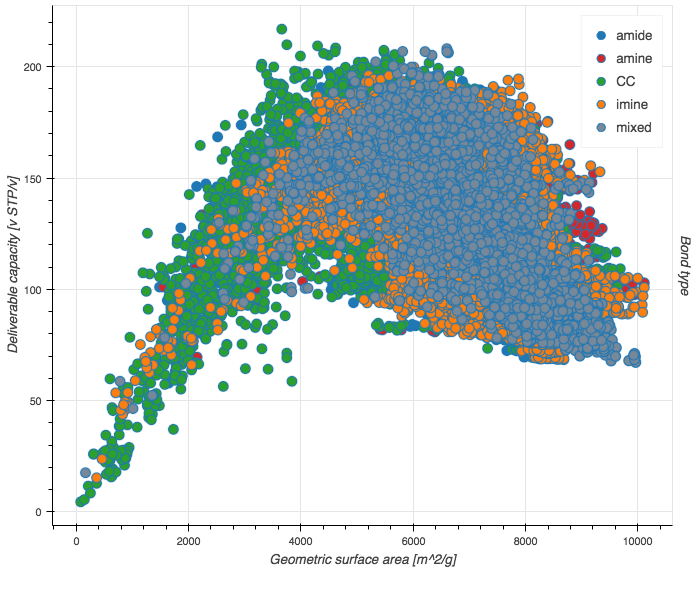 amide
amine
CC
imine
mixed
200
150
100
50
0
Deliverable capacity [v STP/v]
Bond type
0
2000
4000
6000
8000
10000
Geometric surface area [m^2/g]